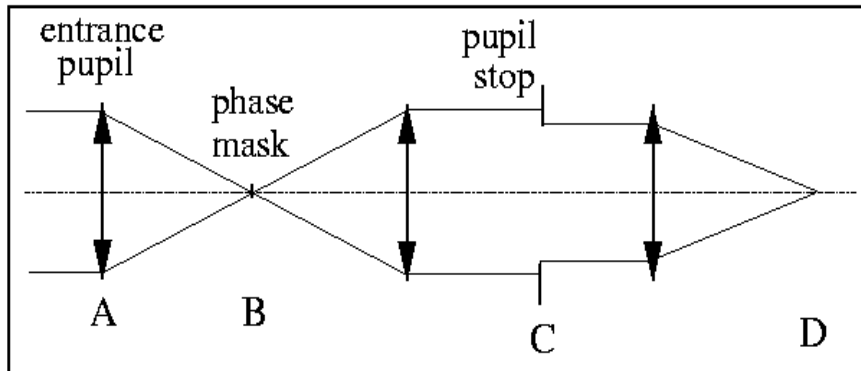 entrance
pupil
phase
mask
pupil
stop
A
B
C
D